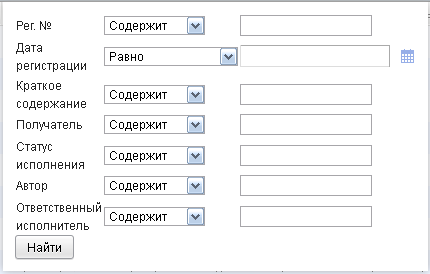 Рег. № Содержит
Дата
регистрации Равно
Краткое
содержание Содержит
Получатель Содержит
Статус
исполнения Содержит
Автор Содержит
Ответственный
исполнитель Содержит
Найти